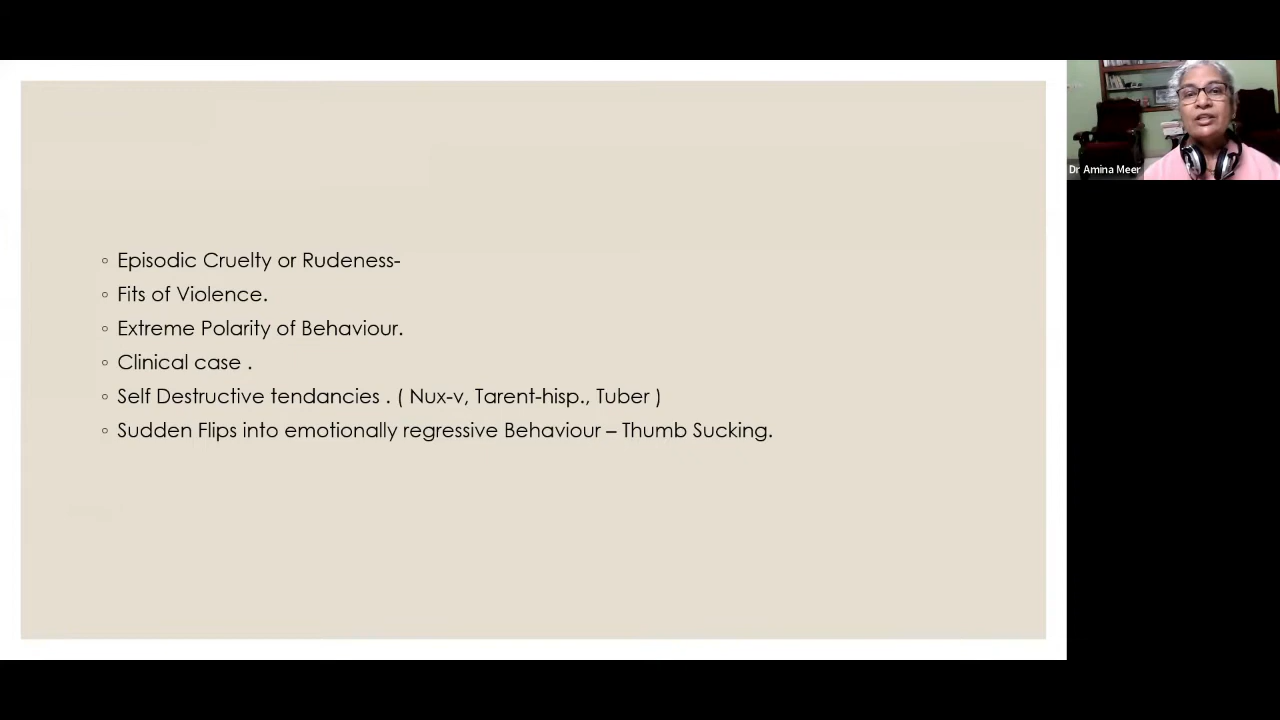 ◦ Episodic Cruelty or Rudeness-
◦ Fits of Violence.
◦ Extreme Polarity of Behaviour.
◦ Clinical case .
◦ Self Destructive tendancies . ( Nux-v, Tarent-hisp., Tuber )
◦ Sudden Flips into emotionally regressive Behaviour – Thumb Sucking.
Dr Amina Meer